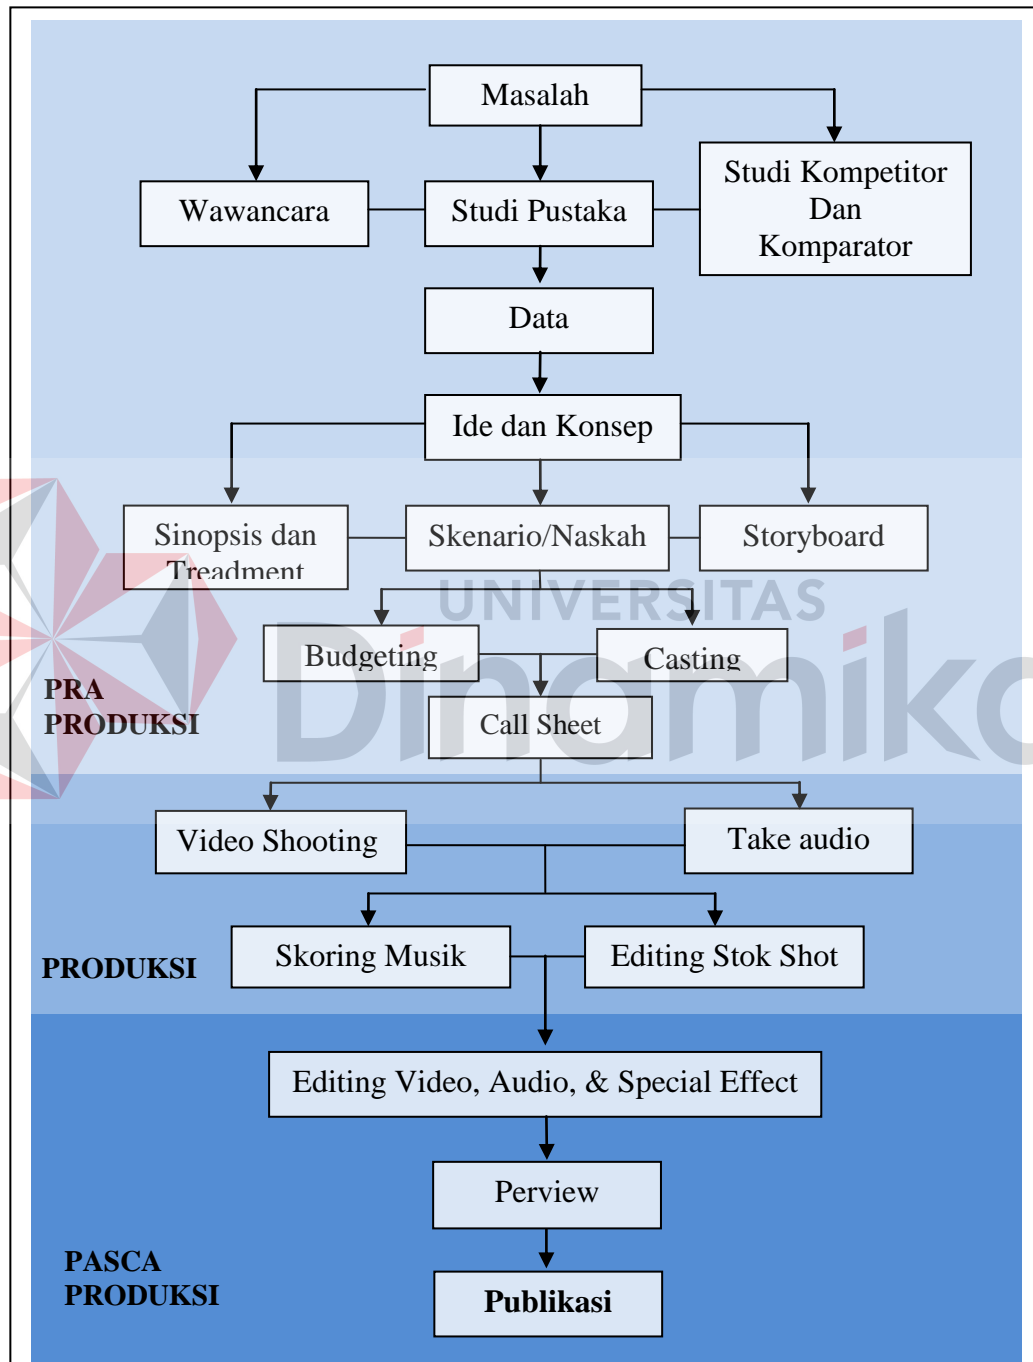 Masalah
Wawancara
Studi Pustaka
Studi Kompetitor
Dan
Komparator
Data
Ide dan Konsep
Sinopsis dan
Treadment
Skenario/Naskah
Storyboard
UNIVERSITAS
Dinamika
Budgeting
Casting
PRA
PRODUKSI
Call Sheet
Video Shooting
Take audio
Skoring Musik
Editing Stok Shot
PRODUKSI
Editing Video, Audio, & Special Effect
Perview
PASCA
PRODUKSI
Publikasi